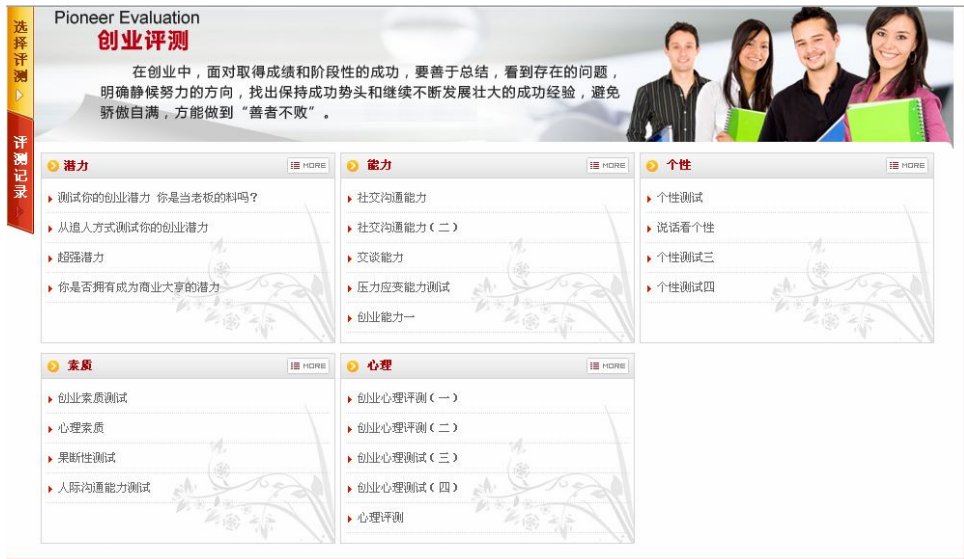 选择评测
评测记录
Pioneer Evaluation
创业评测
在创业中，面对取得成绩和阶段性的成功，要善于总结，看到存在的问题，
明确静候努力的方向，找出保持成功势头和继续不断发展壮大的成功经验，避免
骄傲自满，方能做到“善者不败”。
潜力 MORE
测试你的创业潜力 你是当老板的料吗?
从追人方式测试你的创业潜力
超强潜力
你是否拥有成为商业大亨的潜力
能力 MORE
社交沟通能力
社交沟通能力(二)
交谈能力
压力应变能力测试
创业能力一
个性 MORE
个性测试
说话看个性
个性测试三
个性测试四
素质 MORE
创业素质测试
心理素质
果断性测试
人际沟通能力测试
心理 MORE
创业心理评测(一)
创业心理评测(二)
创业心理测试(三)
创业心理测试(四)
心理评测